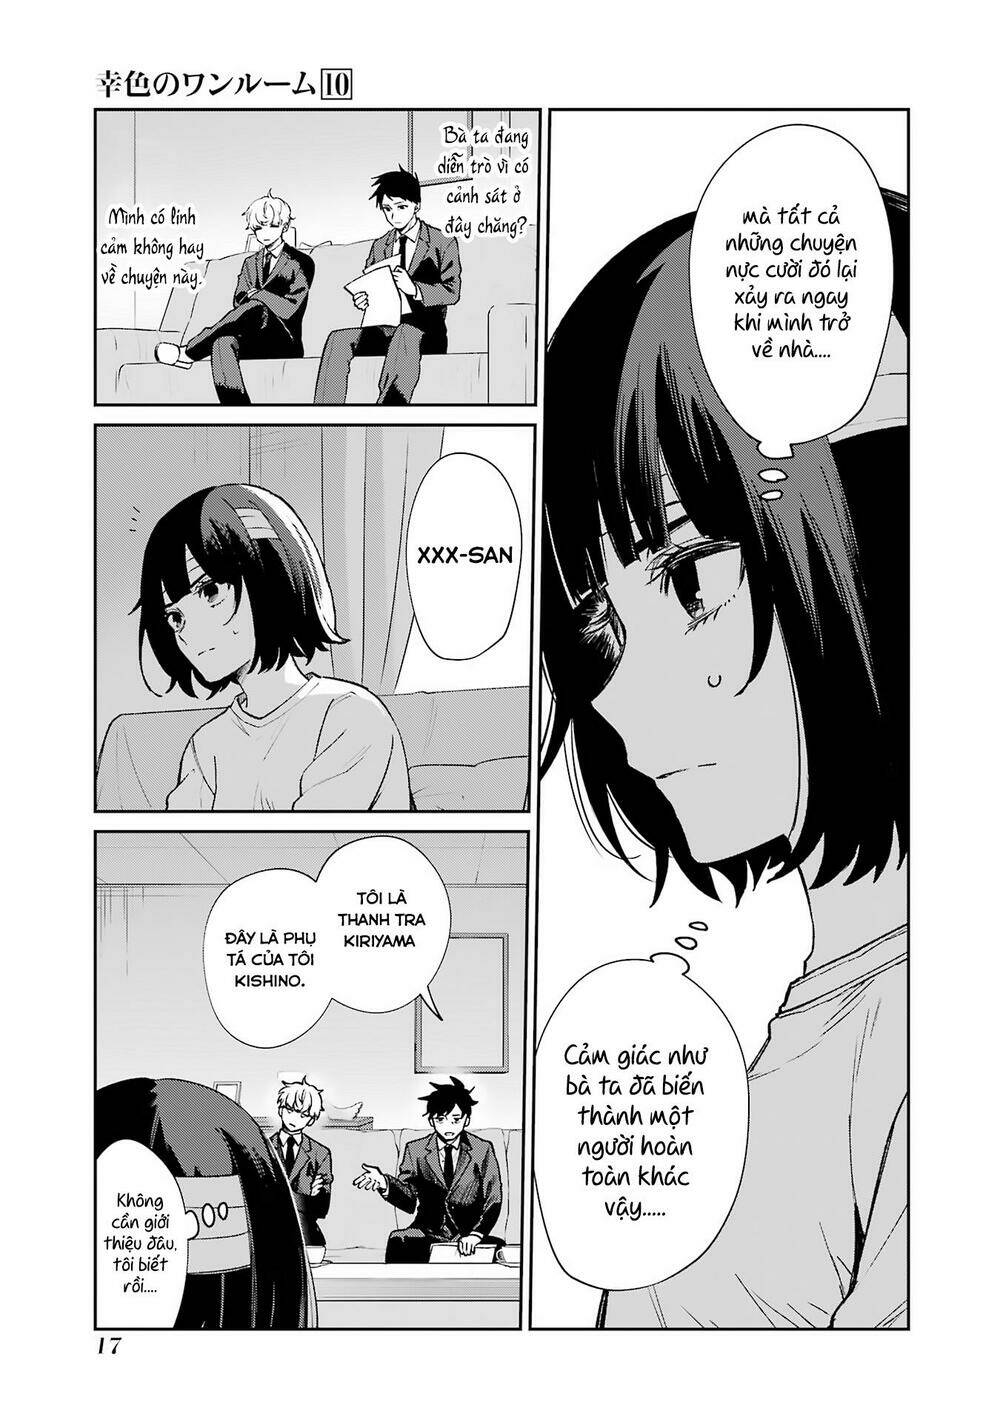 幸色のワンルーム 10
mà tất cả
những chuyện
nực cười đó lại
xảy ra ngay
khi mình trở
về nhà....
Cảm giác như
bà ta đã biến
thành một
người hoàn
toàn khác
vậy.....
Bà ta đang
diễn trò vì có
cảnh sát ở
đây chăng?
Mình có linh
cảm không hay
về chuyện này.
XXX-SAN
TÔI LÀ
THANH TRA
KIRIYAMA
ĐÂY LÀ PHỤ
TÁ CỦA TÔI
KISHINO.
Không
cần giới
thiệu đâu,
tôi biết
rồi....
17